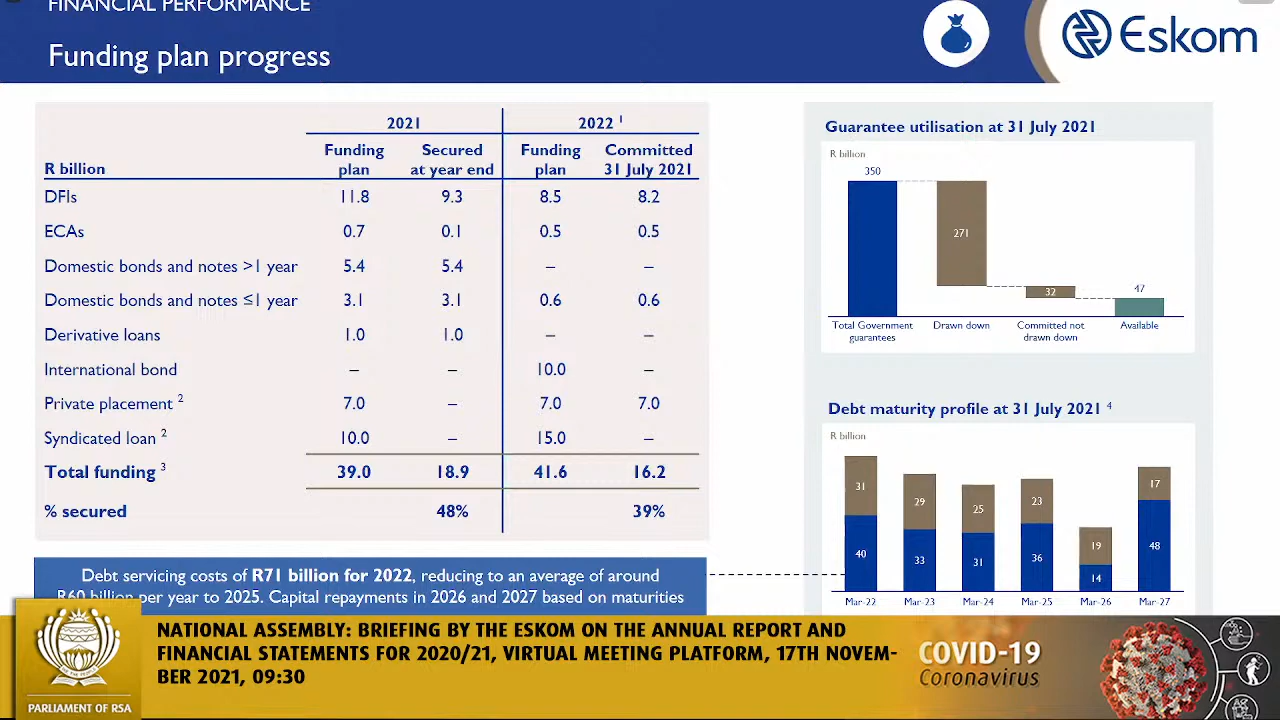 FINANCIAL PERFORMANCE
Funding plan progress
Eskom
2021 2022 1
R billion Funding plan Secured at year end Funding plan Committed 31 July 2021
DFIs 11.8 9.3 8.5 8.2
ECAs 0.7 0.1 0.5 0.5
Domestic bonds and notes >1 year 5.4 5.4 – –
Domestic bonds and notes ≤1 year 3.1 3.1 0.6 0.6
Derivative loans 1.0 1.0 – –
International bond – – 10.0 –
Private placement 2 7.0 – 7.0 7.0
Syndicated loan 2 10.0 – 15.0 –
Total funding 3 39.0 18.9 41.6 16.2
% secured 48% 39%
Debt servicing costs of R71 billion for 2022, reducing to an average of around
R60 billion per year to 2025. Capital repayments in 2026 and 2027 based on maturities
Guarantee utilisation at 31 July 2021
R billion
350
271
32
47
Total Government guarantees Drawn down Committed not drawn down Available
Debt maturity profile at 31 July 2021 4
R billion
31 29 25 23 19 17
40 33 31 36 14 48
Mar-22 Mar-23 Mar-24 Mar-25 Mar-26 Mar-27
PARLIAMENT OF RSA
NATIONAL ASSEMBLY: BRIEFING BY THE ESKOM ON THE ANNUAL REPORT AND
FINANCIAL STATEMENTS FOR 2020/21, VIRTUAL MEETING PLATFORM, 17TH NOVEM-
BER 2021, 09:30
COVID-19
Coronavirus